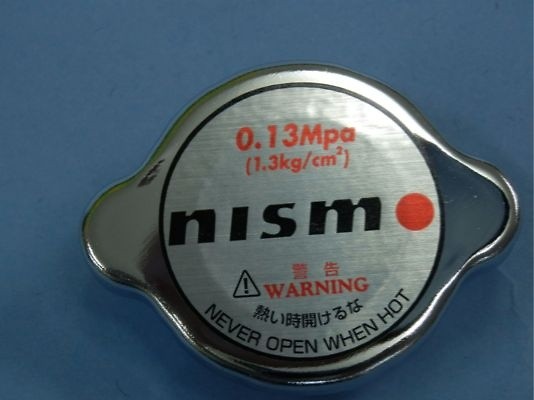 0.13Mpa
(1.3kg/cm²)
nismo
警告
⚠ WARNING
熱い時開けるな
NEVER OPEN WHEN HOT